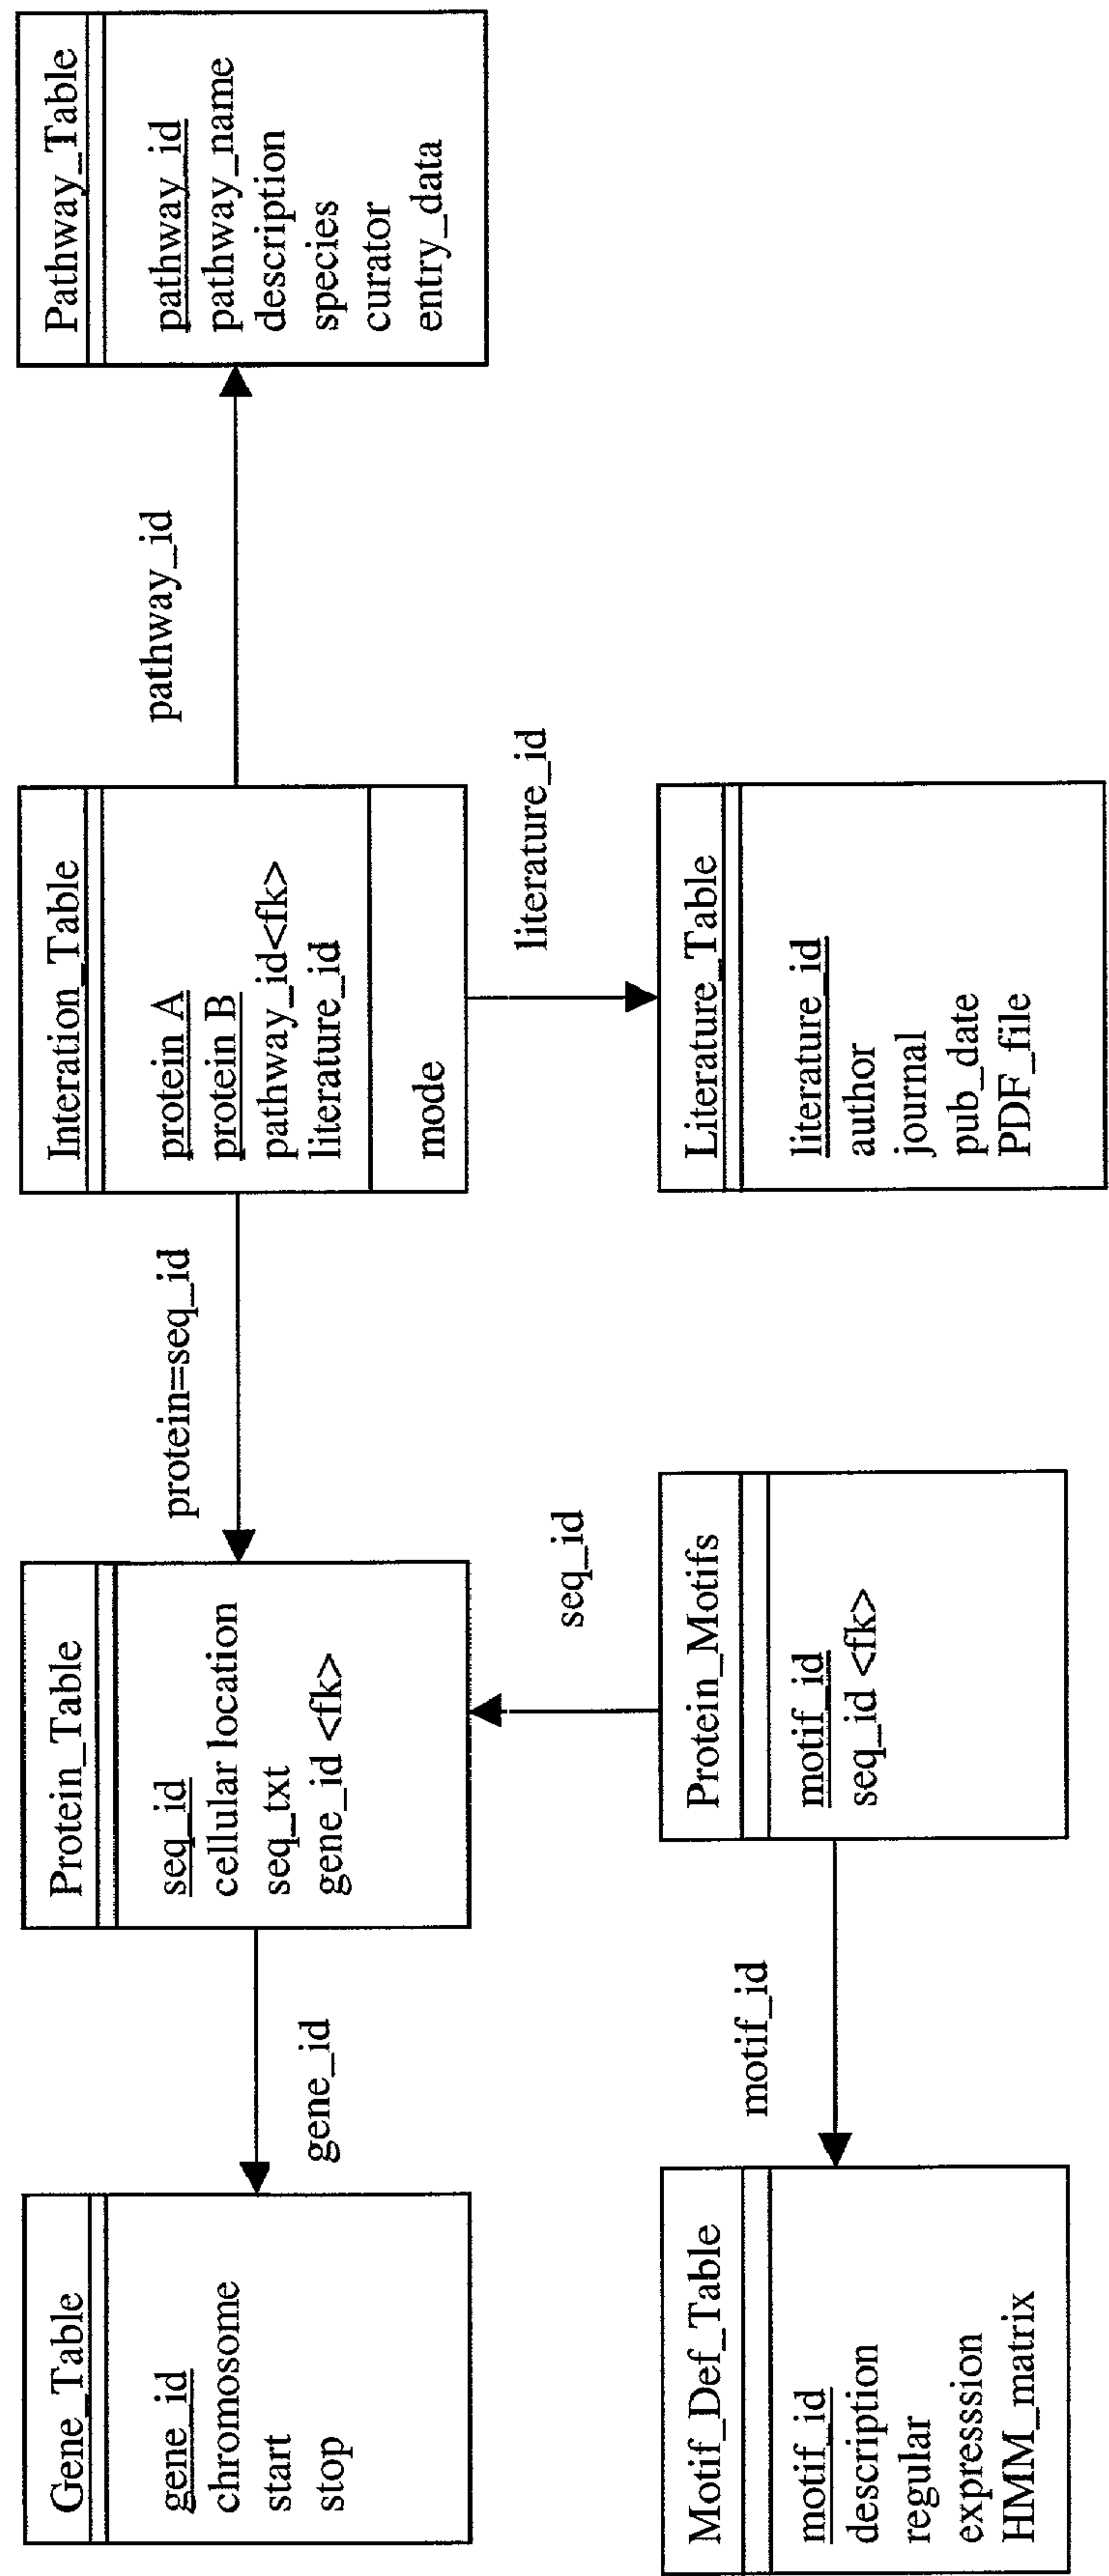 Gene_Table
gene_id
chromosome
start
stop
gene_id
Protein_Table
seq_id
cellular location
seq_txt
gene_id <fk>
protein=seq_id
Interation_Table
protein A
protein B
pathway_id<fk>
literature_id
mode
pathway_id
Pathway_Table
pathway_id
pathway_name
description
species
curator
entry_data
Motif_Def_Table
motif_id
description
regular
expresssion
HMM_matrix
motif_id
Protein_Motifs
motif_id
seq_id <fk>
seq_id
Literature_Table
literature_id
author
journal
pub_date
PDF_file
literature_id